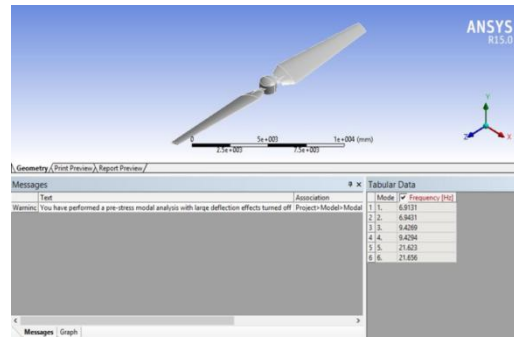 ANSYS
R15.0
Y
Z
X
0 5e+003 1e+004 (mm)
2.5e+003 7.5e+003
Geometry / Print Preview / Report Preview /
Messages
Text Association
Warning You have performed a pre-stress modal analysis with large deflection effects turned off Project>Model>Modal
Messages Graph
Tabular Data
Mode Frequency [Hz]
1 1. 6.9131
2 2. 6.9431
3 3. 9.4269
4 4. 9.4294
5 5. 21.623
6 6. 21.656